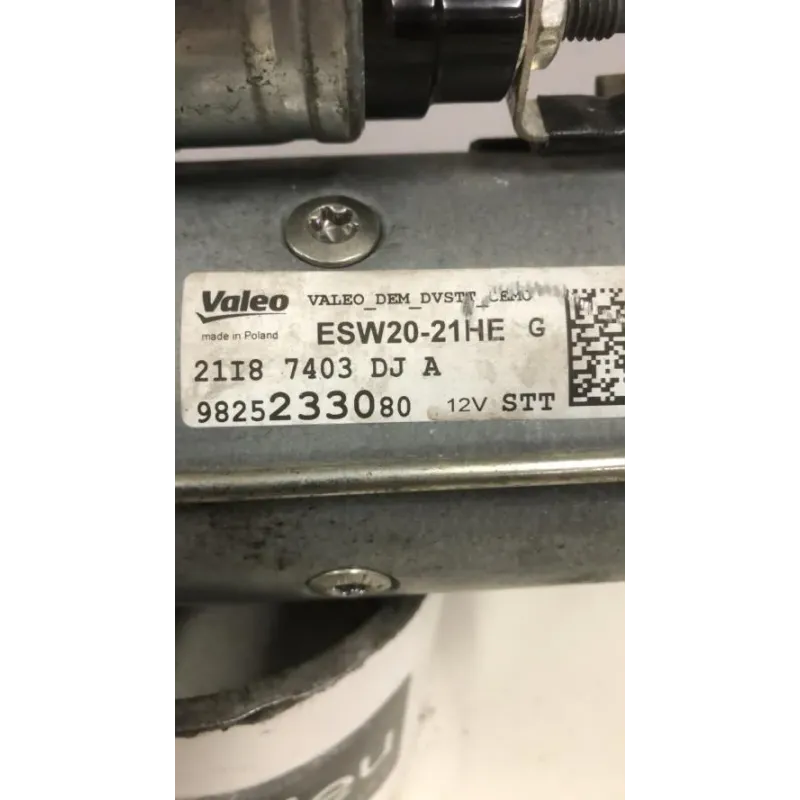 Valeo VALEO_DEM_DVSTT_CEMO
made in Poland ESW20-21HE G
21I8 7403 DJ A
9825233080 12V STT